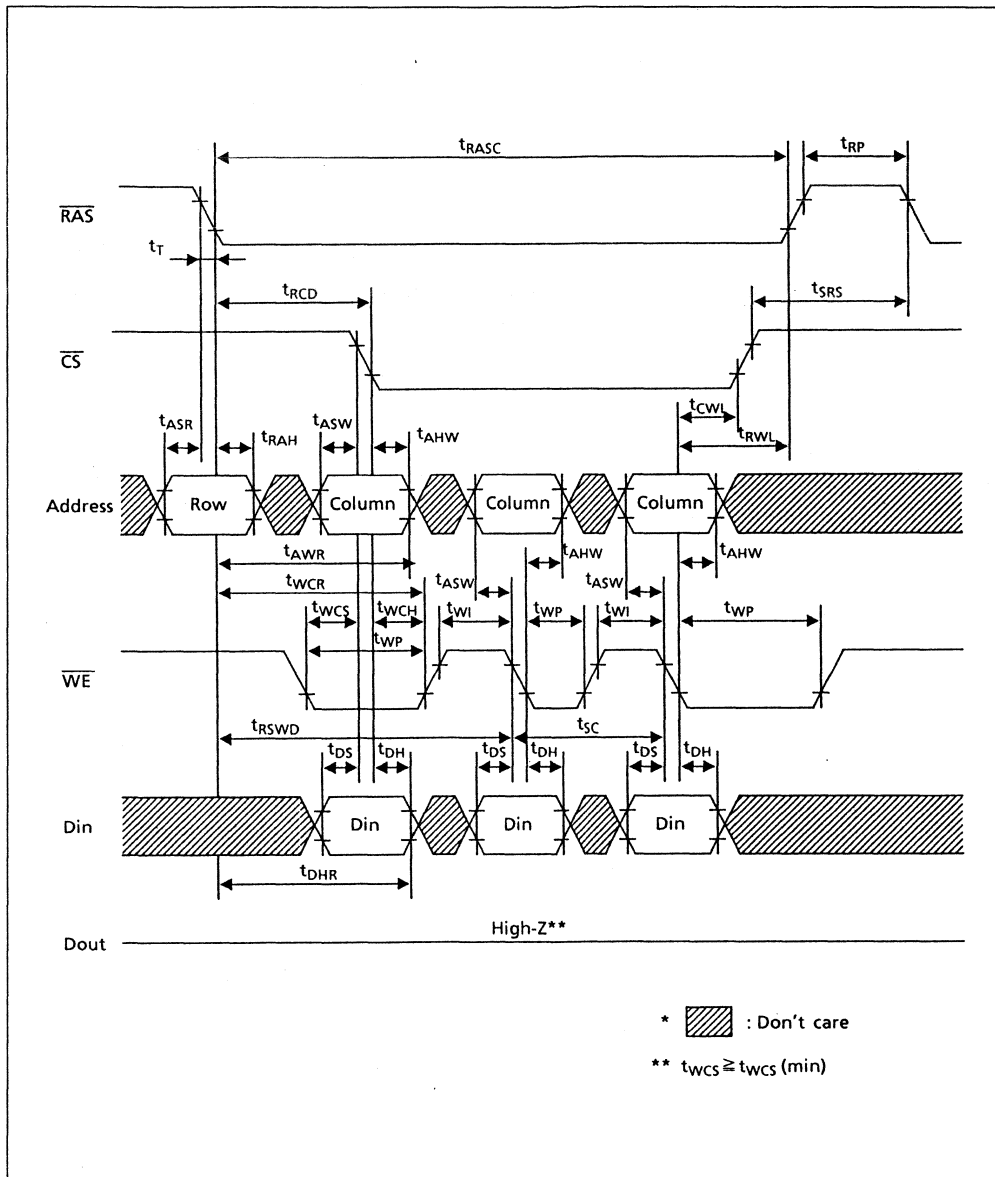 tRASC
tRP
RAS
tT
tRCD
tSRS
CS
tCWL
tASR
tRAH
tASW
tAHW
tRWL
Address
Row
Column
Column
Column
tAWR
tAHW
tAHW
tWCR
tASW
tASW
tWCS
tWCH
tWI
tWP
tWI
tWP
tWP
WE
tRSWD
tSC
tDS
tDH
tDS
tDH
tDS
tDH
Din
Din
Din
Din
tDHR
High-Z**
Dout
* : Don't care
** tWCS ≧ tWCS (min)